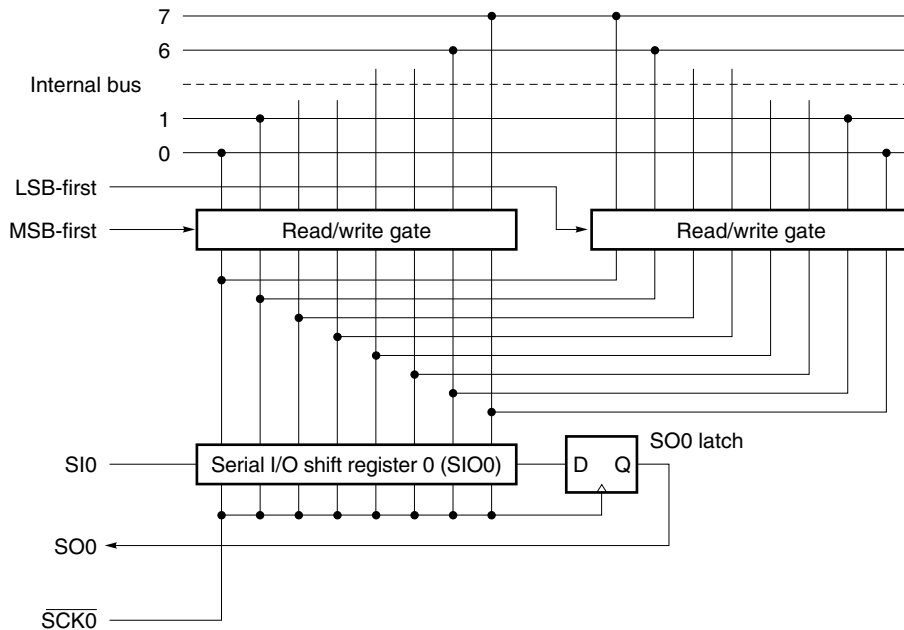 7
6
Internal bus
1
0
LSB-first
MSB-first
Read/write gate
Read/write gate
SO0 latch
SI0
Serial I/O shift register 0 (SIO0)
D
Q
SO0
SCK0